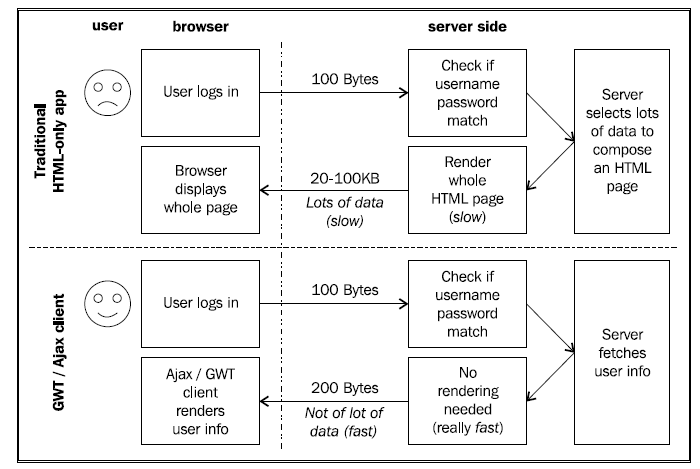 user
browser
server side
Traditional
HTML-only app
User logs in
100 Bytes
Check if
username
password
match
Server
selects lots
of data to
compose
an HTML
page
Browser
displays
whole page
20-100KB
Lots of data
(slow)
Render
whole
HTML page
(slow)
GWT / Ajax client
User logs in
100 Bytes
Check if
username
password
match
Server
fetches
user info
Ajax / GWT
client
renders
user info
200 Bytes
Not of lot of
data (fast)
No
rendering
needed
(really fast)